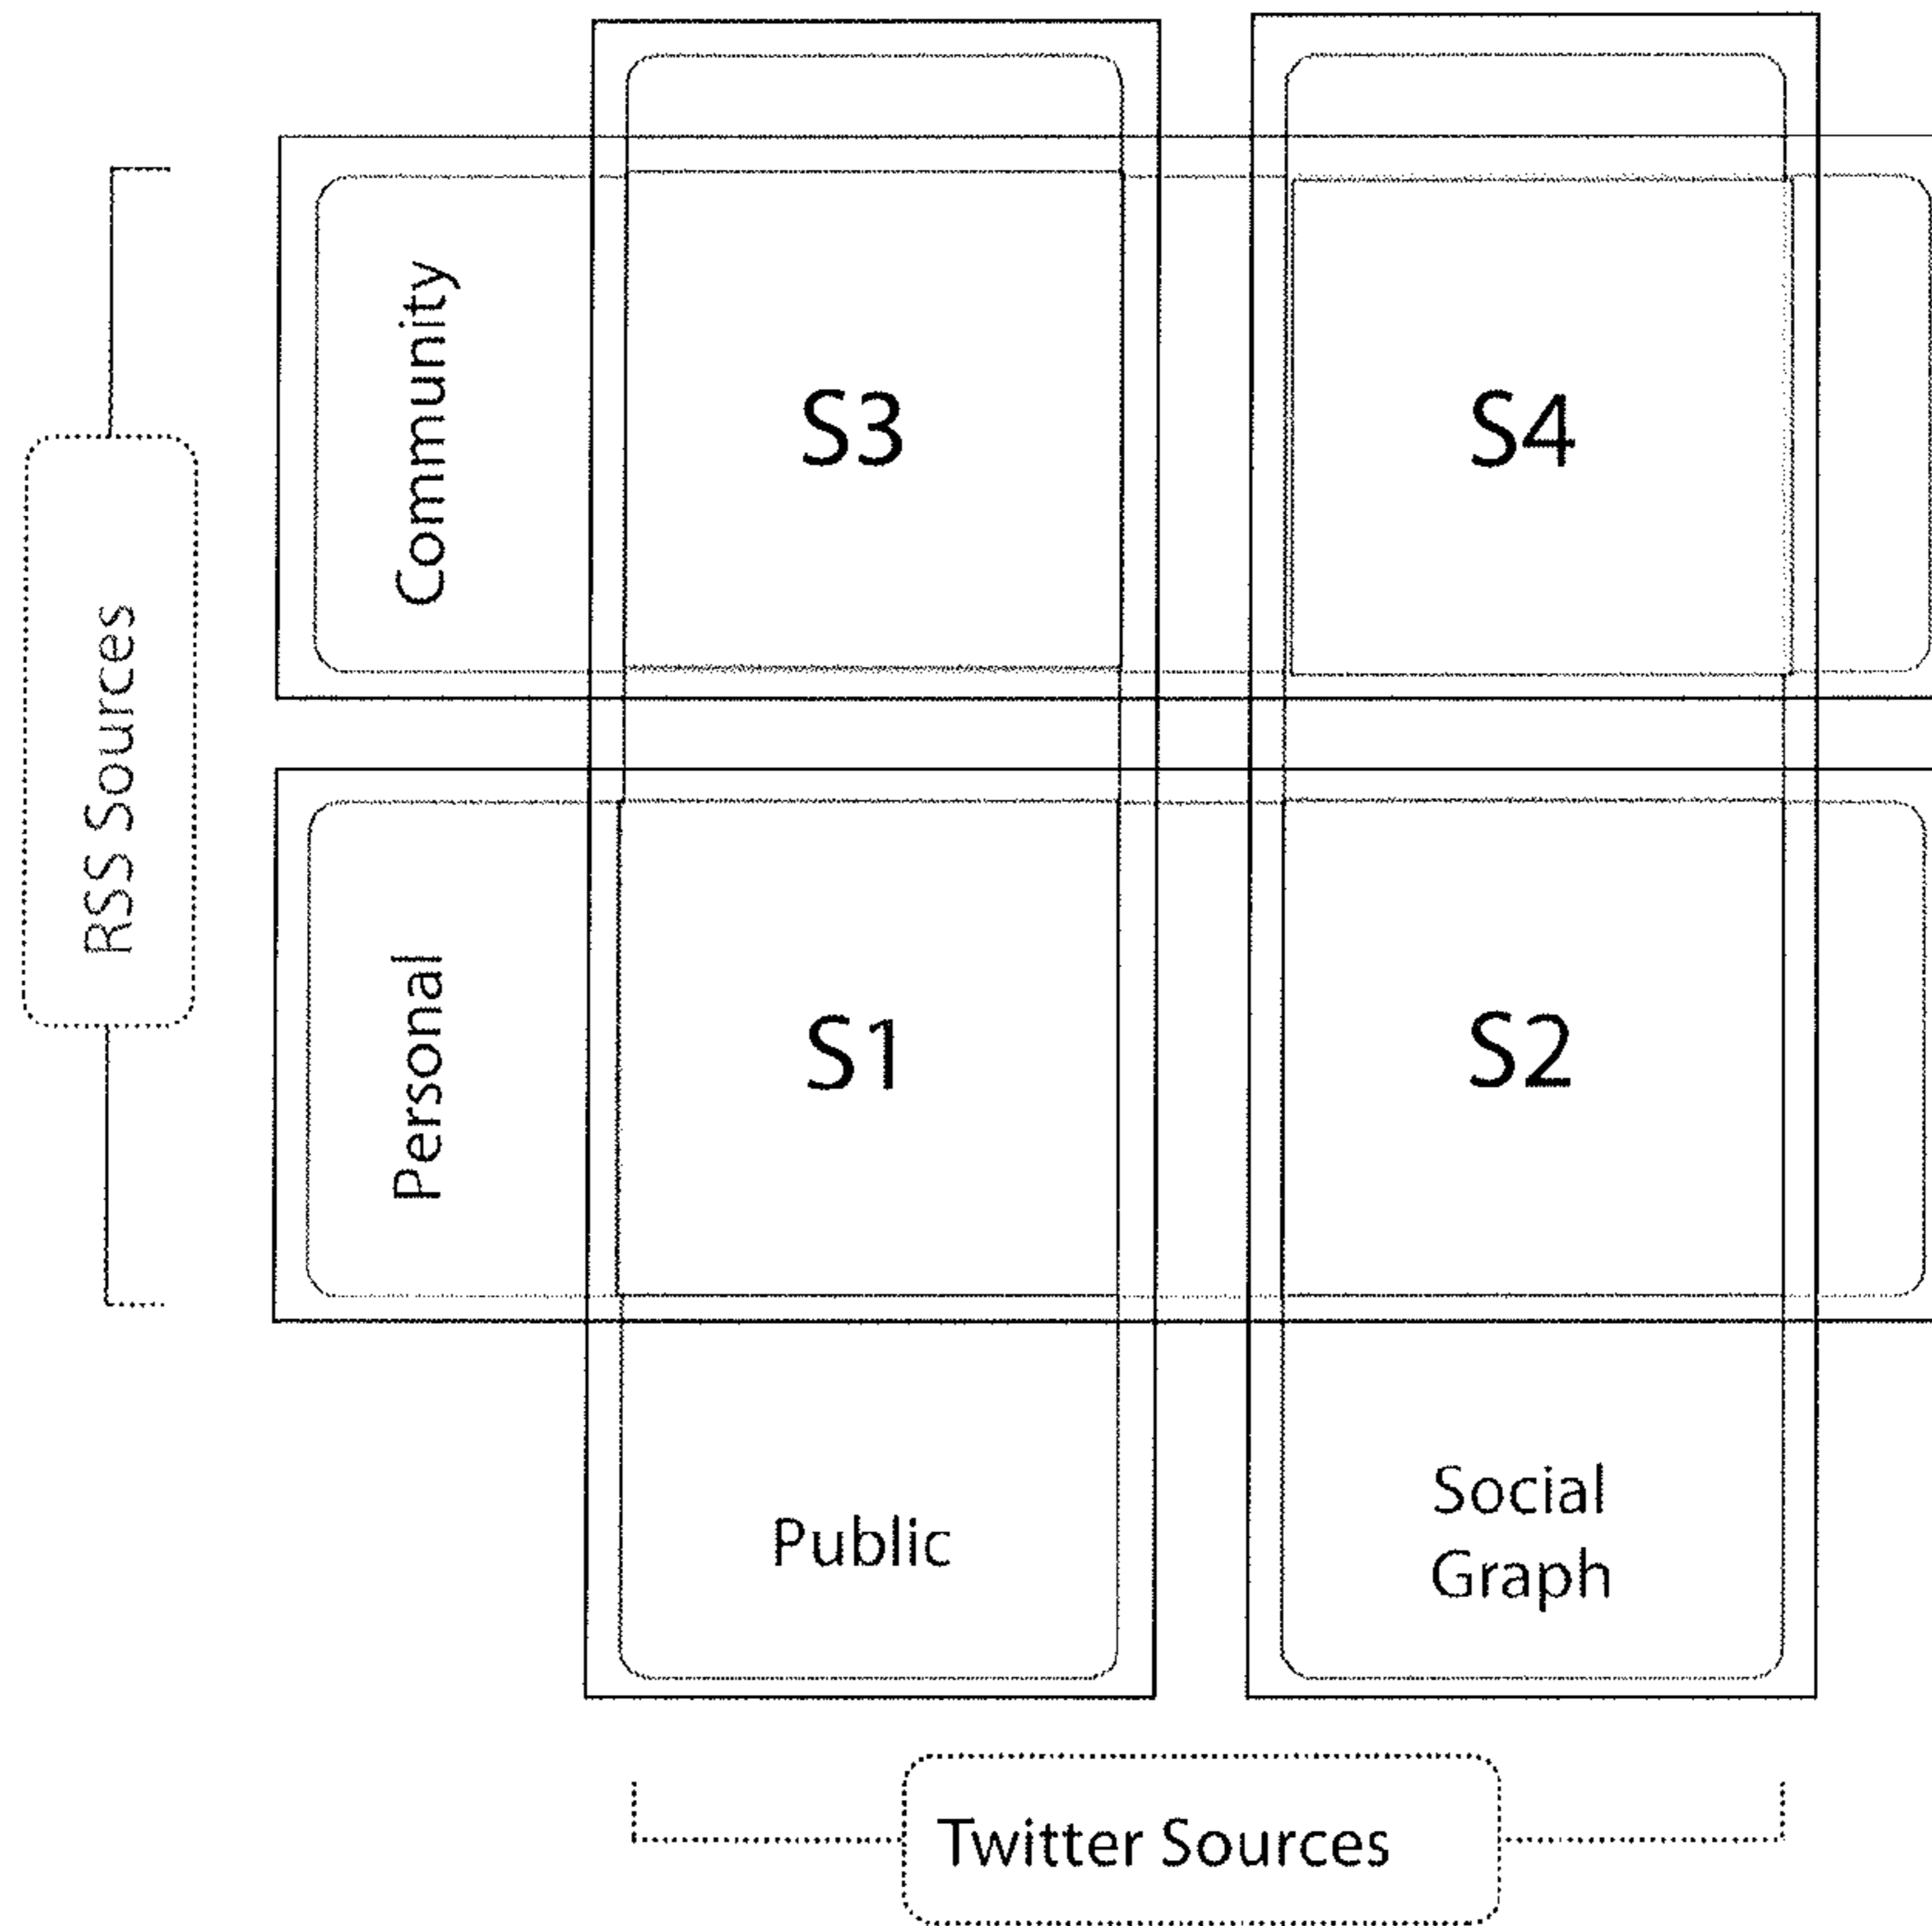 Community
S3
S4
RSS Sources
Personal
S1
S2
Public
Social
Graph
Twitter Sources